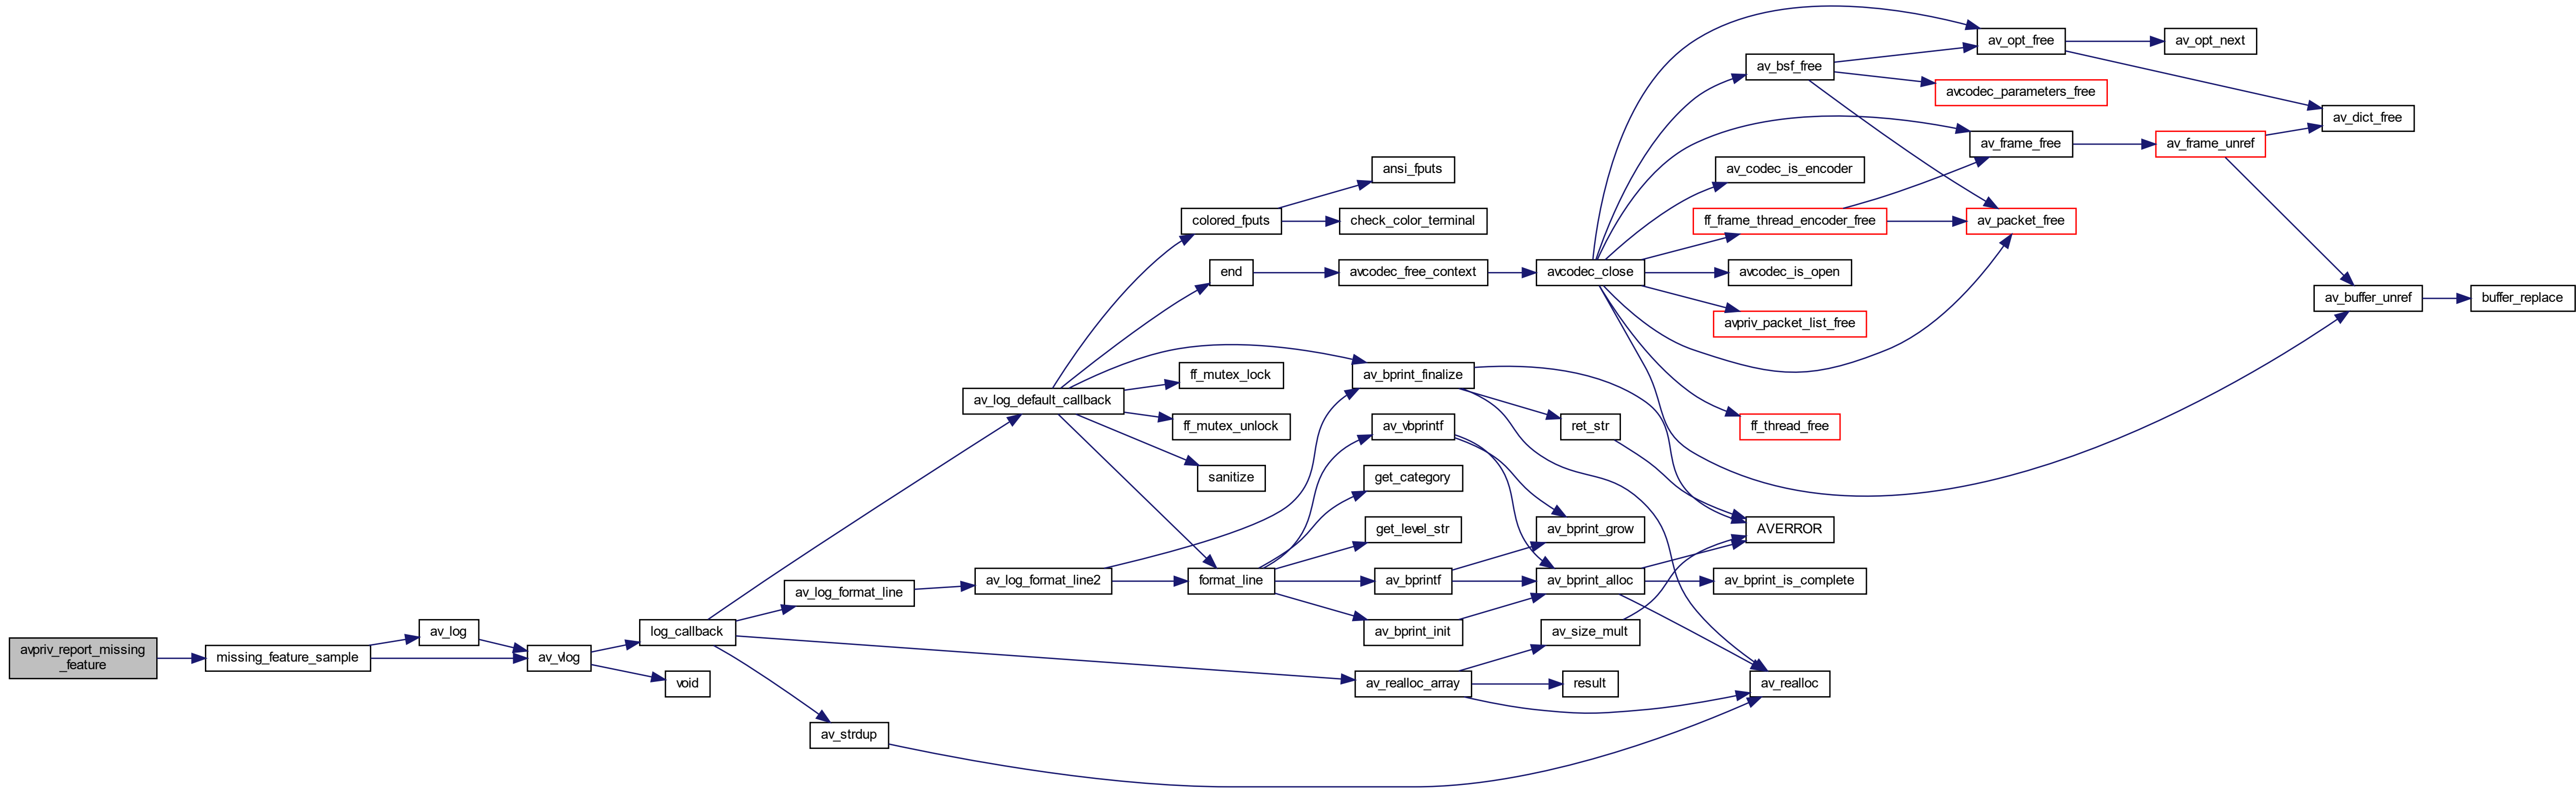 avpriv_report_missing
_feature
missing_feature_sample
av_log
av_vlog
log_callback
void
av_log_default_callback
av_log_format_line
av_strdup
av_log_format_line2
colored_fputs
end
ff_mutex_lock
ff_mutex_unlock
sanitize
format_line
ansi_fputs
check_color_terminal
avcodec_free_context
av_bprint_finalize
av_vbprintf
get_category
get_level_str
av_bprintf
av_bprint_init
av_realloc_array
avcodec_close
ret_str
av_bprint_grow
av_bprint_alloc
av_size_mult
result
av_bsf_free
av_codec_is_encoder
ff_frame_thread_encoder_free
avcodec_is_open
avpriv_packet_list_free
ff_thread_free
AVERROR
av_bprint_is_complete
av_realloc
av_opt_free
avcodec_parameters_free
av_frame_free
av_packet_free
av_opt_next
av_frame_unref
av_dict_free
av_buffer_unref
buffer_replace